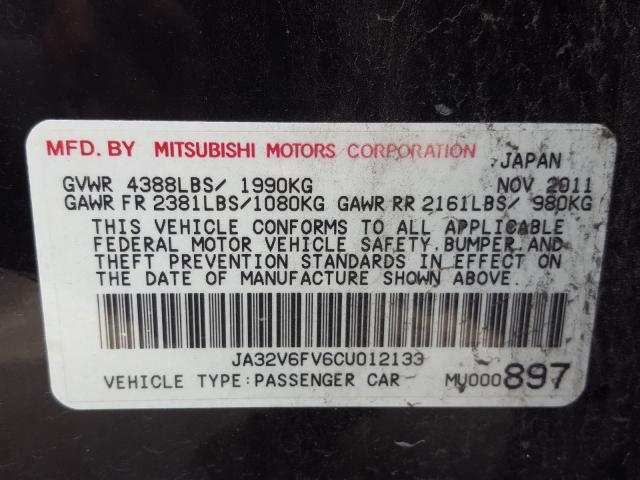 MFD. BY MITSUBISHI MOTORS CORPORATION JAPAN
GVWR 4388LBS/ 1990KG NOV 2011
GAWR FR 2381LBS/1080KG GAWR RR 2161LBS/ 980KG
THIS VEHICLE CONFORMS TO ALL APPLICABLE
FEDERAL MOTOR VEHICLE SAFETY,BUMPER,AND
THEFT PREVENTION STANDARDS IN EFFECT ON
THE DATE OF MANUFACTURE SHOWN ABOVE.
JA32V6FV6CU012133
VEHICLE TYPE:PASSENGER CAR MU000897